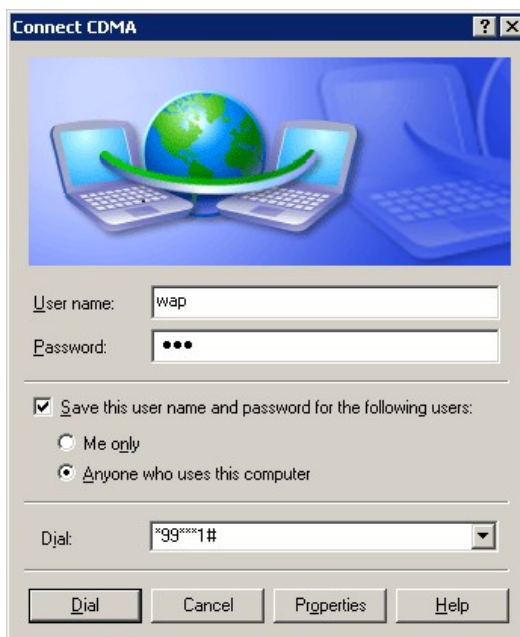 Connect CDMA
User name: wap
Password: •••
Save this user name and password for the following users:
Me only
Anyone who uses this computer
Dial: *99***1#
Dial Cancel Properties Help